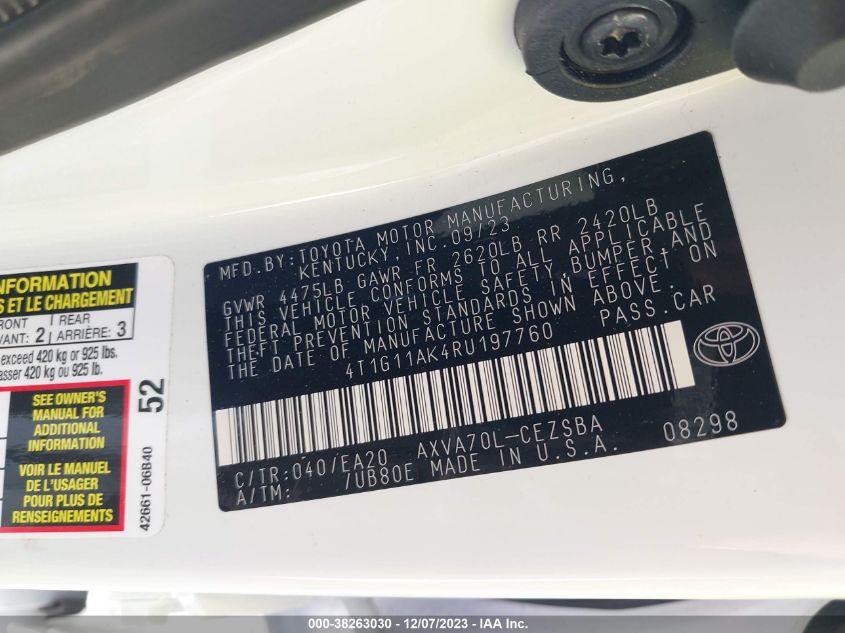 MFD.BY: TOYOTA MOTOR MANUFACTURING,
KENTUCKY, INC. 09/23
GVWR 4475LB GAWR FR 2620LB RR 2420LB
THIS VEHICLE CONFORMS TO ALL APPLICABLE
FEDERAL MOTOR VEHICLE SAFETY, BUMPER, AND
THEFT PREVENTION STANDARDS IN EFFECT ON
THE DATE OF MANUFACTURE SHOWN ABOVE.
4T1G11AK4RU197760 PASS.CAR
C/TR:040/EA20 AXVA70L-CEZSBA 08298
A/TM: /UB80E MADE IN U.S.A.
INFORMATION
S ET LE CHARGEMENT
FRONT 2 REAR 3
VANT: ARRIÈRE:
exceed 420 kg or 925 lbs.
asser 420 kg ou 925 lb.
SEE OWNER'S
MANUAL FOR
ADDITIONAL
INFORMATION
VOIR LE MANUEL
DE L'USAGER
POUR PLUS DE
RENSEIGNEMENTS
52
42661-06B40
000-38263030 - 12/07/2023 - IAA Inc.